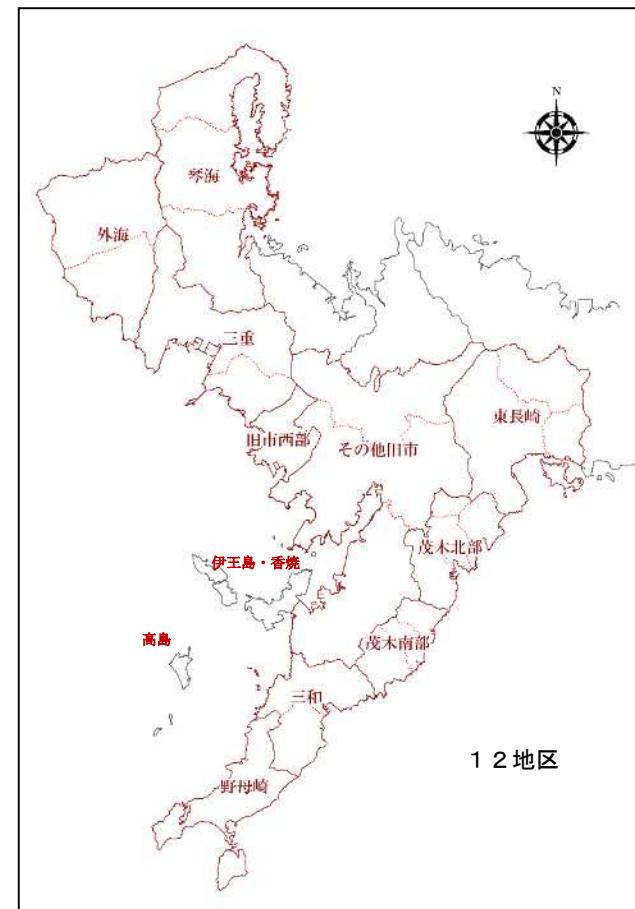 N
琴海
外海
三重
東長崎
旧市西部
その他旧市
茂木北部
伊王島・香焼
高島
茂木南部
三和
野母崎
１２地区